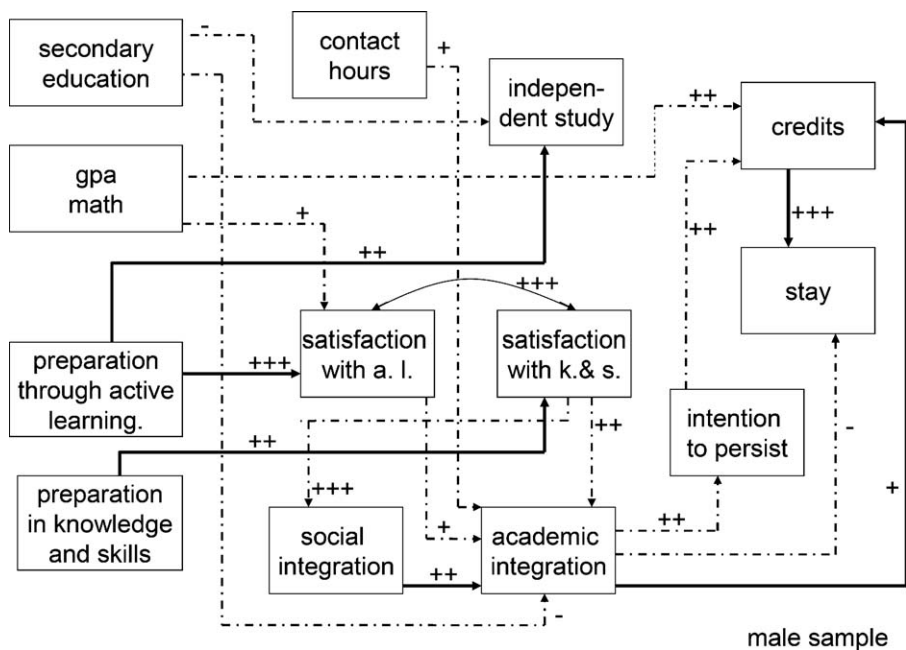 secondary
education
-
contact
hours
+
indepen-
dent study
++
credits
gpa
math
+
++
+++
++
stay
+++
satisfaction
with a. l.
satisfaction
with k.& s.
preparation
through active
learning.
+++
++
++
intention
to persist
-
+
preparation
in knowledge
and skills
+++
social
integration
+
++
academic
integration
++
-
male sample